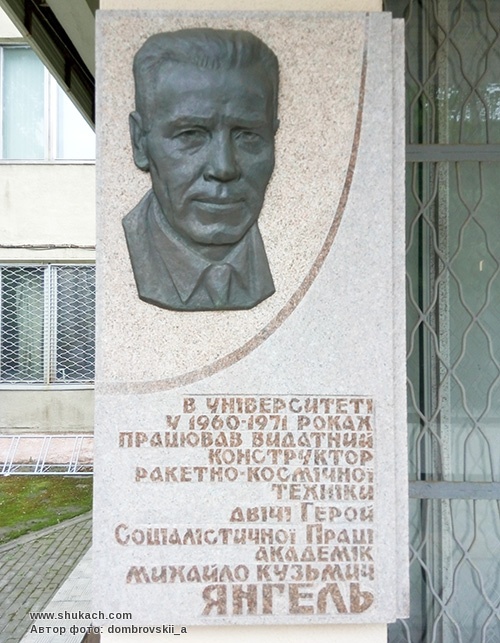 В УНІВЕРСИТЕТІ
У 1960-1971 РОКАХ
ПРАЦЮВАВ ВИДАТНИЙ
КОНСТРУКТОР
РАКЕТНО-КОСМІЧНОЇ
ТЕХНІКИ
ДВІЧІ ГЕРОЙ
СОЦІАЛІСТИЧНОЇ ПРАЦІ
АКАДЕМІК
МИХАЙЛО КУЗЬМИЧ
ЯНГЕЛЬ
www.shukach.com
Автор фото: dombrovskii_a